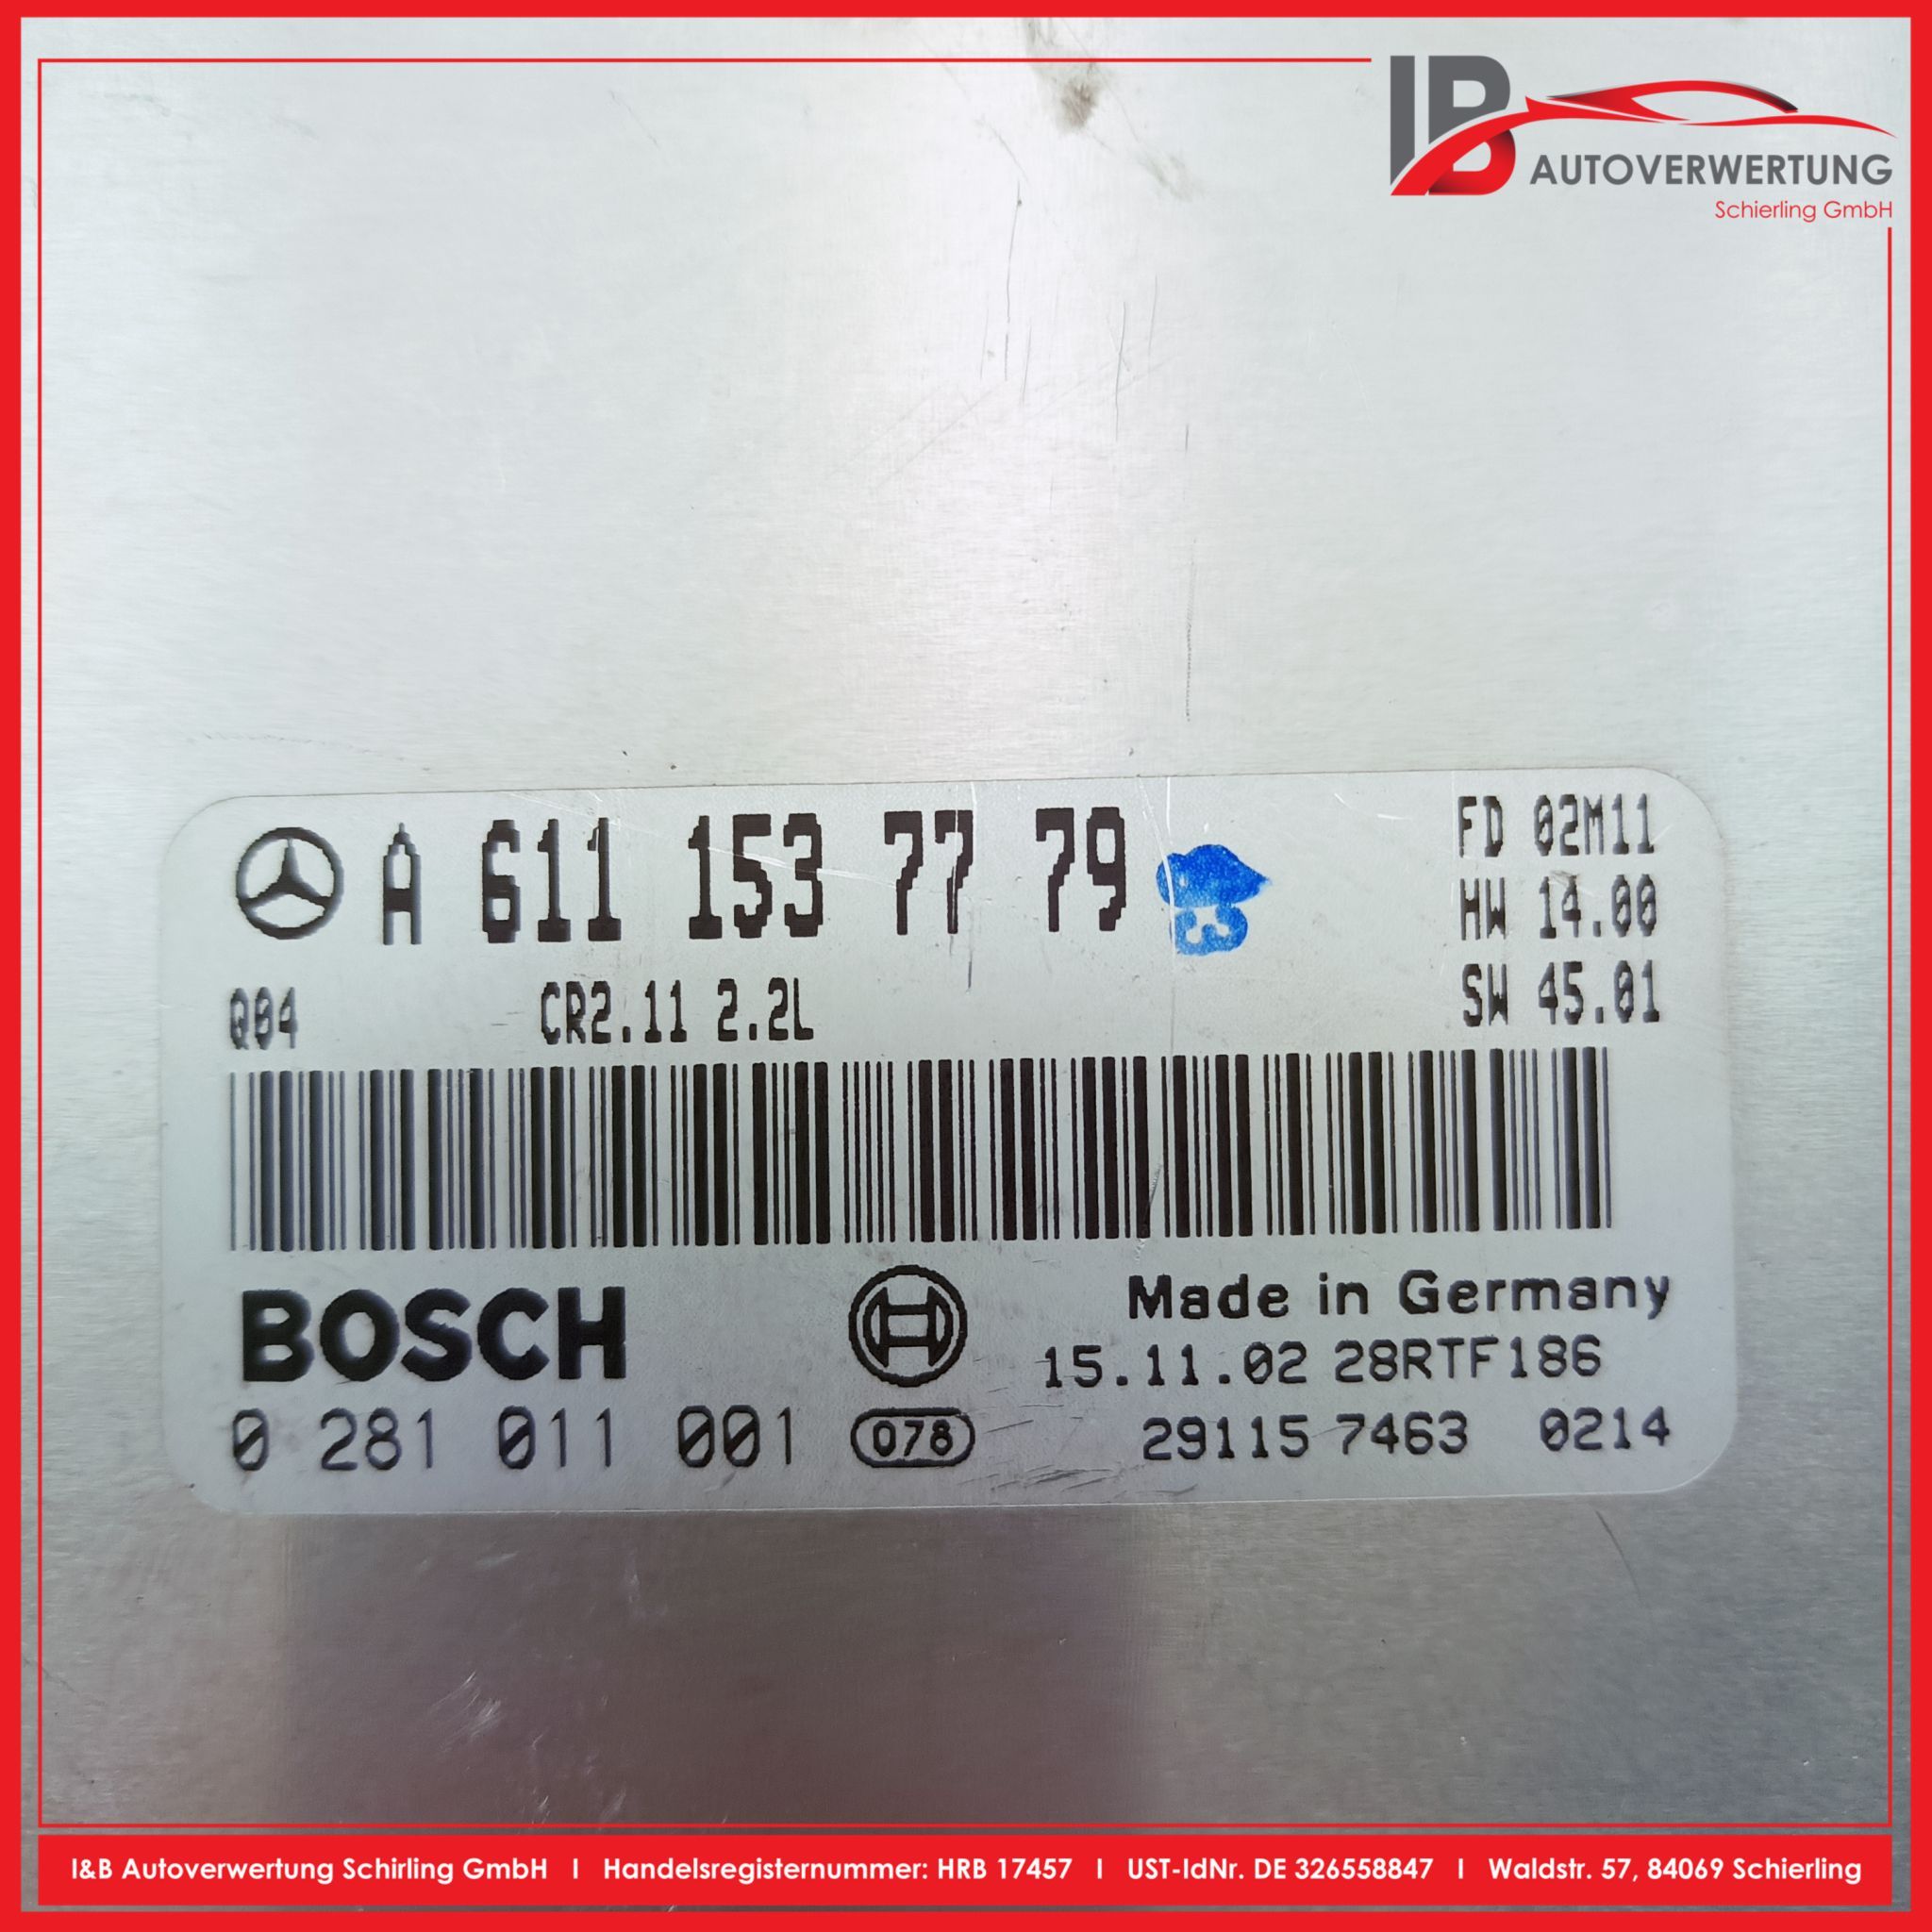 IB
AUTOVERWERTUNG
Schierling GmbH
A 611 153 77 79
FD 02M11
HW 14.00
SW 45.01
Q04 CR2.11 2.2L
BOSCH
Made in Germany
15.11.02 28RTF186
0 281 011 001 078
29115 7463 0214
I&B Autoverwertung Schirling GmbH I Handelsregisternummer: HRB 17457 I UST-IdNr. DE 326558847 I Waldstr. 57, 84069 Schierling